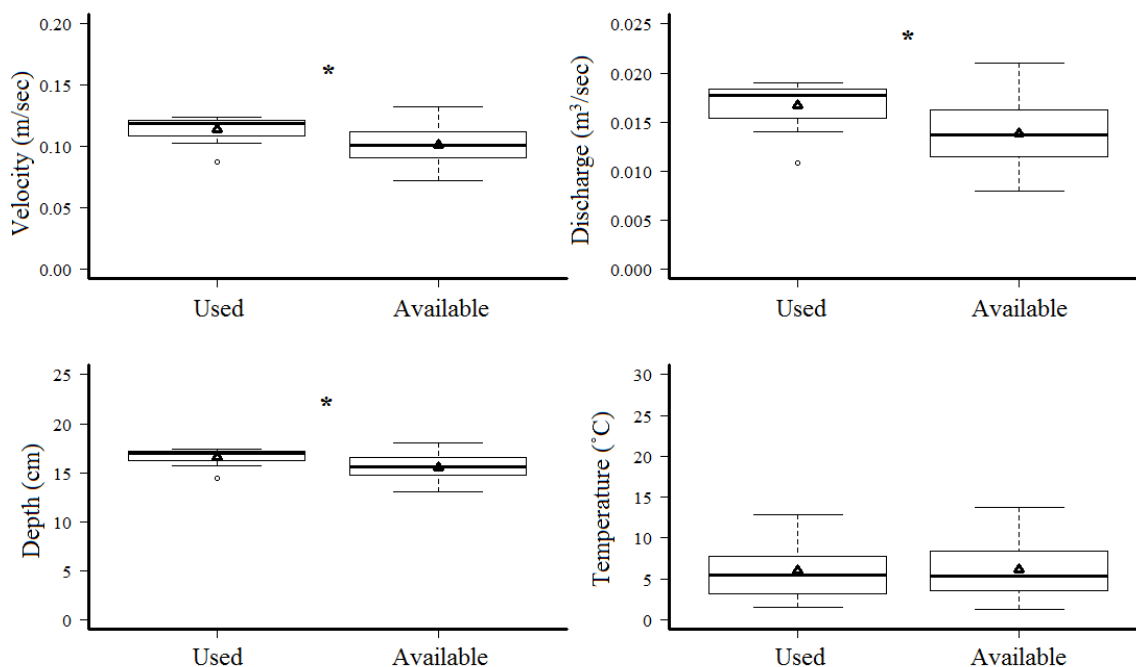 Velocity (m/sec)
0.20
0.15
0.10
0.05
0.00
*
Used
Available
Discharge (m³/sec)
0.025
0.020
0.015
0.010
0.005
0.000
*
Used
Available
Depth (cm)
25
20
15
10
5
0
*
Used
Available
Temperature (˚C)
30
25
20
15
10
5
0
Used
Available